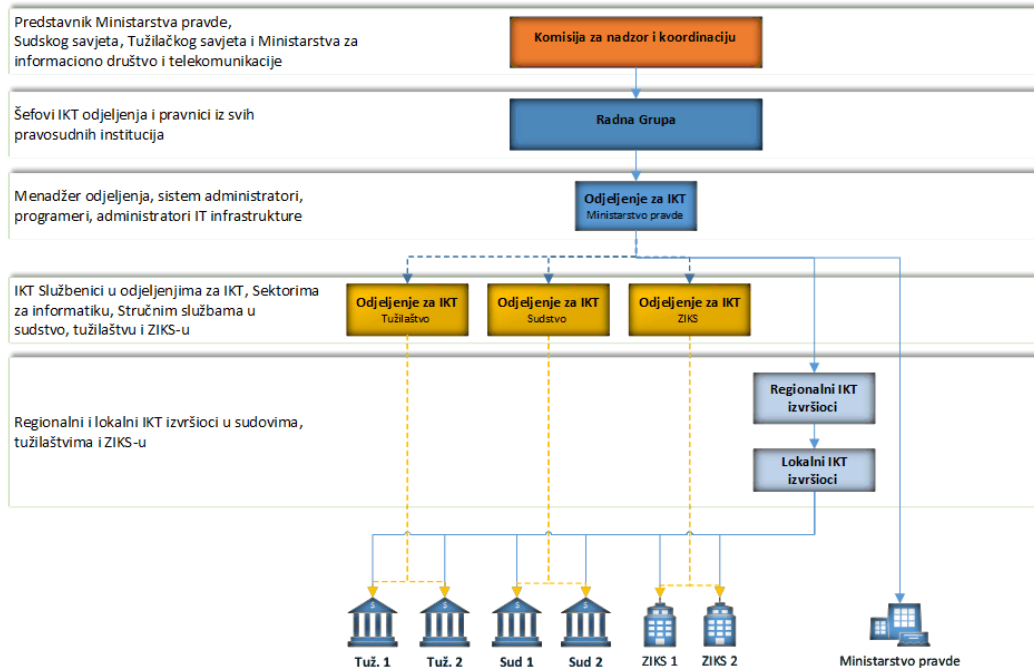 Predstavnik Ministarstva pravde,
Sudskog savjeta, Tužilačkog savjeta i Ministarstva za
informaciono društvo i telekomunikacije
Komisija za nadzor i koordinaciju
Šefovi IKT odjeljenja i pravnici iz svih
pravosudnih institucija
Radna Grupa
Menadžer odjeljenja, sistem administratori,
programeri, administratori IT infrastrukture
Odjeljenje za IKT
Ministarstvo pravde
IKT Službenici u odjeljenjima za IKT, Sektorima
za informatiku, Stručnim službama u
sudstvo, tužilaštvu i ZIKS-u
Odjeljenje za IKT
Tužilaštvo
Odjeljenje za IKT
Sudstvo
Odjeljenje za IKT
ZIKS
Regionalni i lokalni IKT izvršioci u sudovima,
tužilaštvima i ZIKS-u
Regionalni IKT
izvršioci
Lokalni IKT
izvršioci
Tuž. 1
Tuž. 2
Sud 1
Sud 2
ZIKS 1
ZIKS 2
Ministarstvo pravde